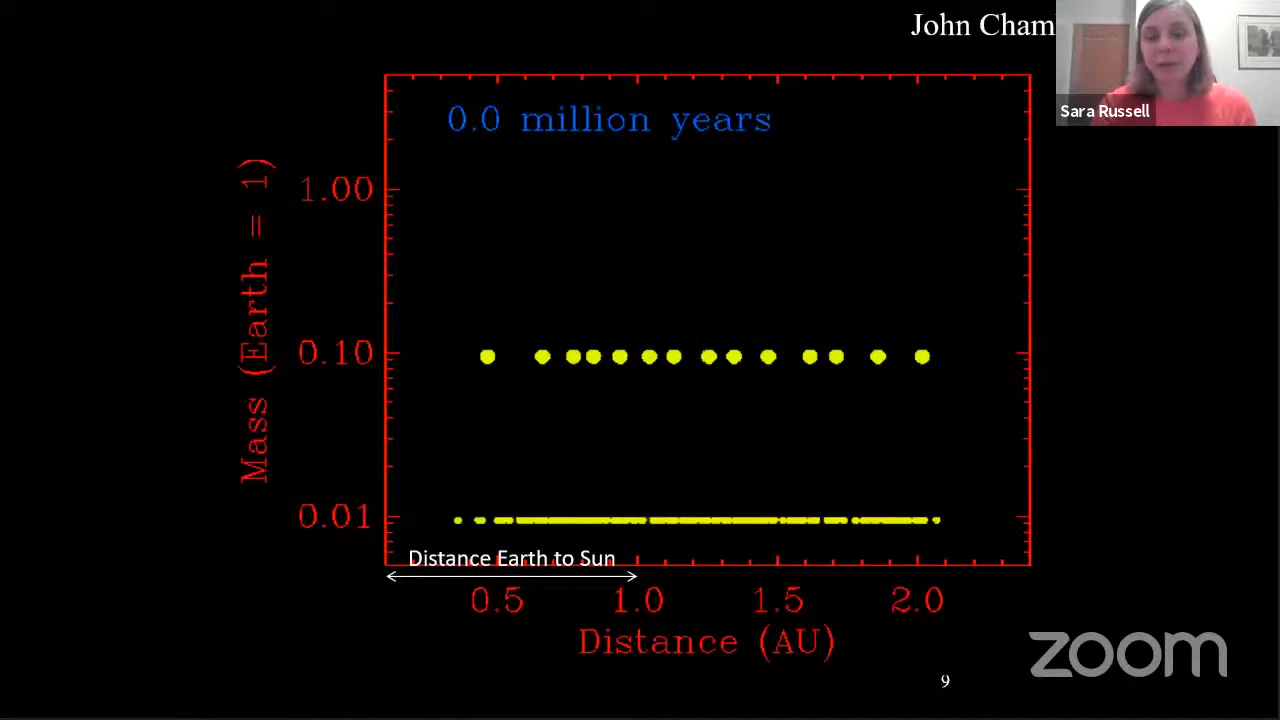 John Cham
Sara Russell
0.0 million years
Mass (Earth = 1)
1.00
0.10
0.01
Distance Earth to Sun
0.5 1.0 1.5 2.0
Distance (AU)
zoom
9